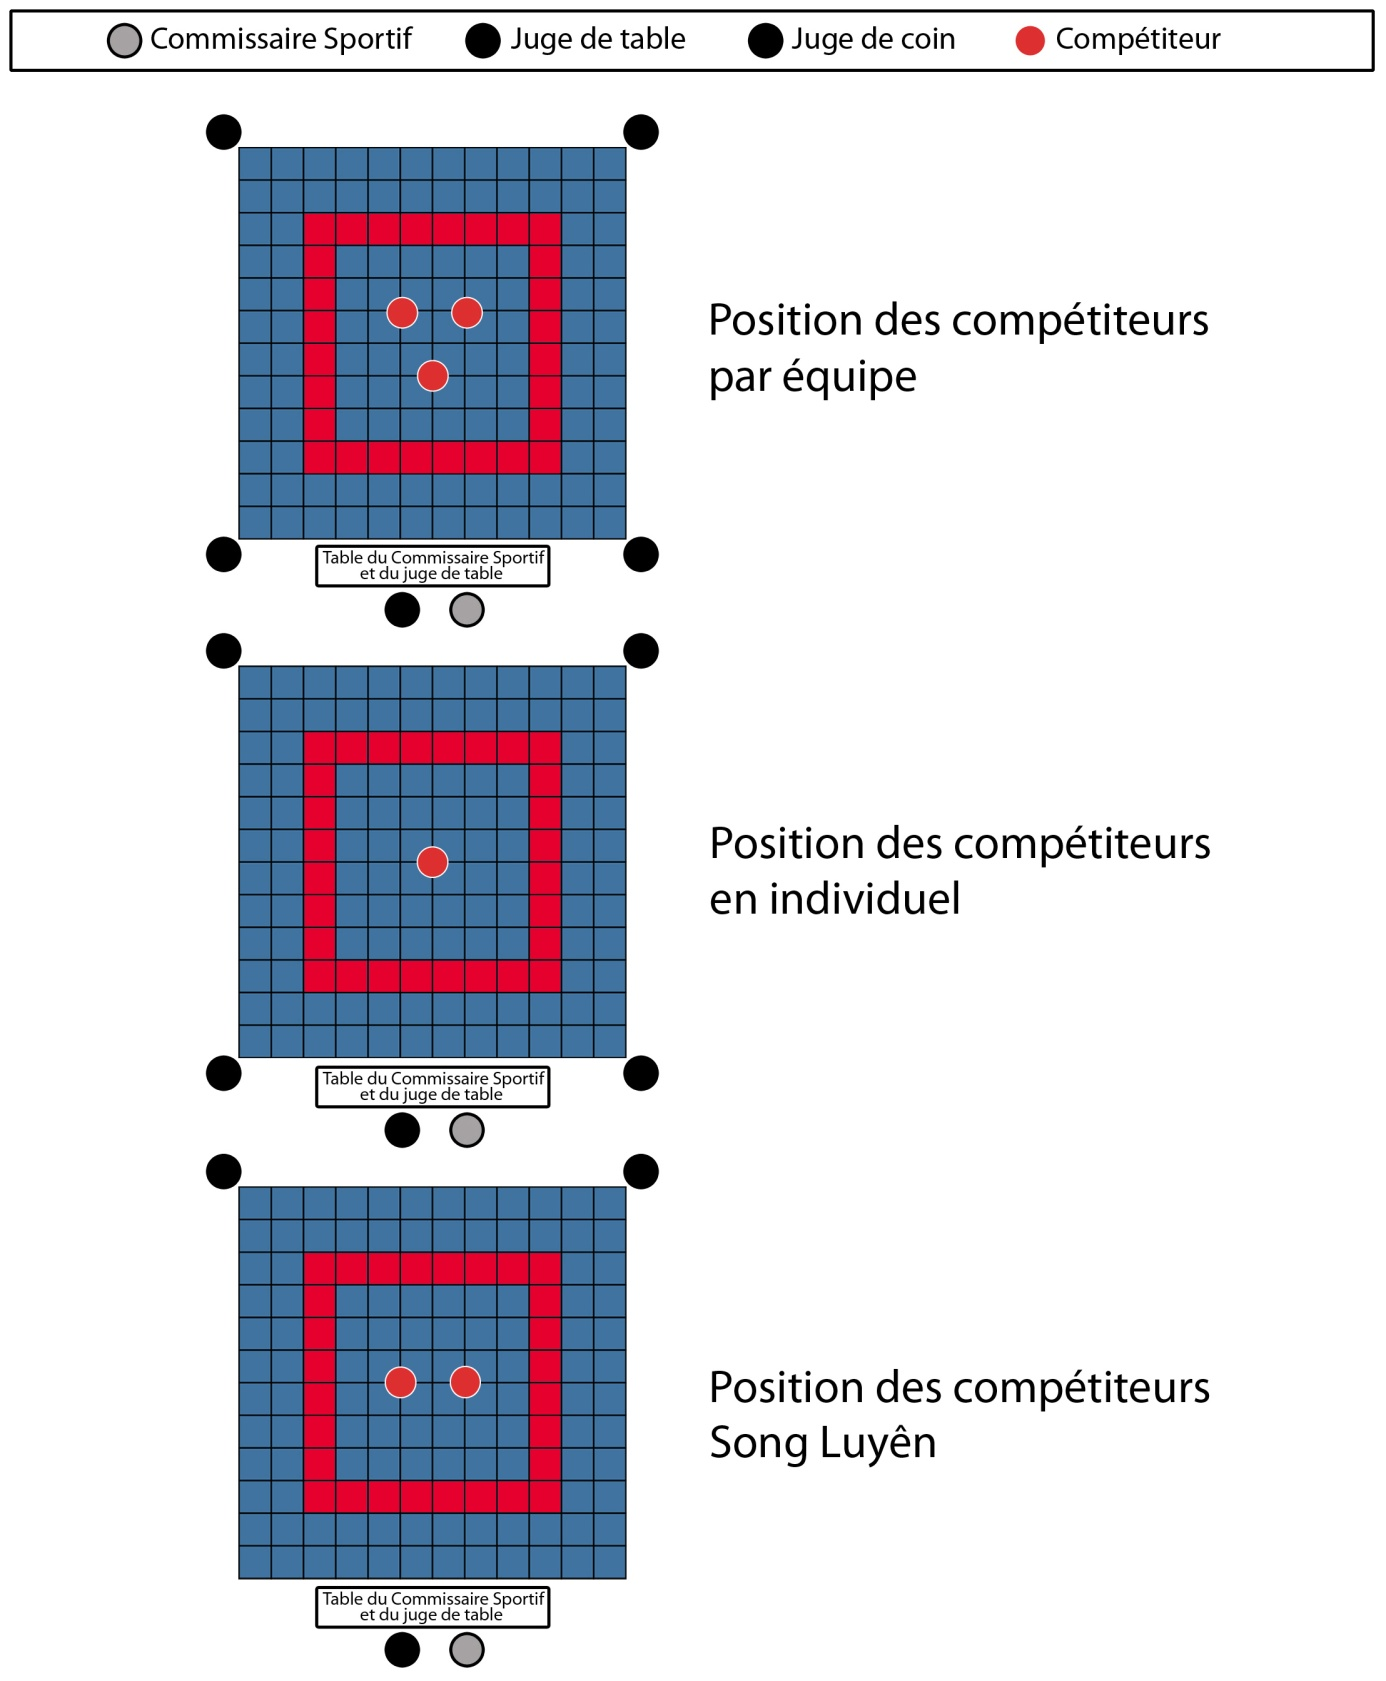 Commissaire Sportif Juge de table Juge de coin Compétiteur
Position des compétiteurs
par équipe
Table du Commissaire Sportif
et du juge de table
Position des compétiteurs
en individuel
Table du Commissaire Sportif
et du juge de table
Position des compétiteurs
Song Luyên
Table du Commissaire Sportif
et du juge de table